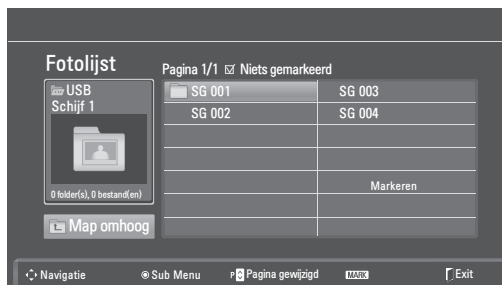 Fotolijst
Pagina 1/1 ☑ Niets gemarkeerd
USB
Schijf 1
SG 001
SG 003
SG 002
SG 004
Markeren
0 folder(s), 0 bestand(en)
Map omhoog
Navigatie
Sub Menu
P Pagina gewijzigd
MARK
Exit